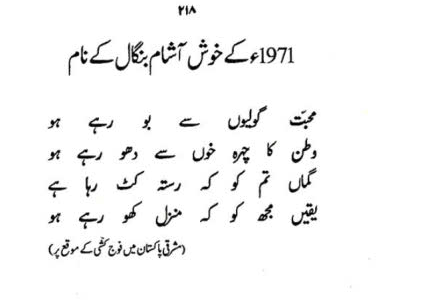 ۲۱۸
1971ء کے خوش آشام بنگال کے نام
محبّت گولیوں سے بو رہے ہو
وطن کا چہرہ خوں سے دھو رہے ہو
گماں تم کو کہ رستہ کٹ رہا ہے
یقیں مجھ کو کہ منزل کھو رہے ہو
(مشرقی پاکستان میں فوج کشی کے موقع پر)